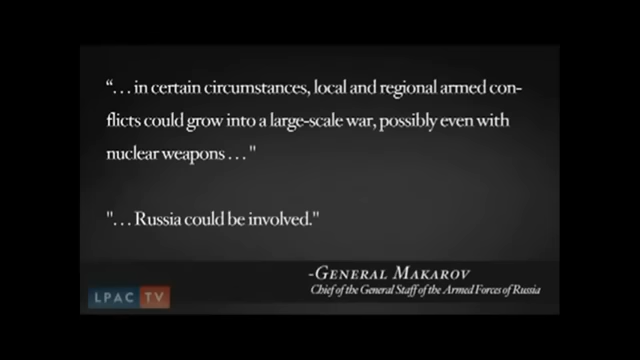 “… in certain circumstances, local and regional armed con-
flicts could grow into a large-scale war, possibly even with
nuclear weapons … "
"… Russia could be involved."
-General Makarov
Chief of the General Staff of the Armed Forces of Russia
LPAC TV